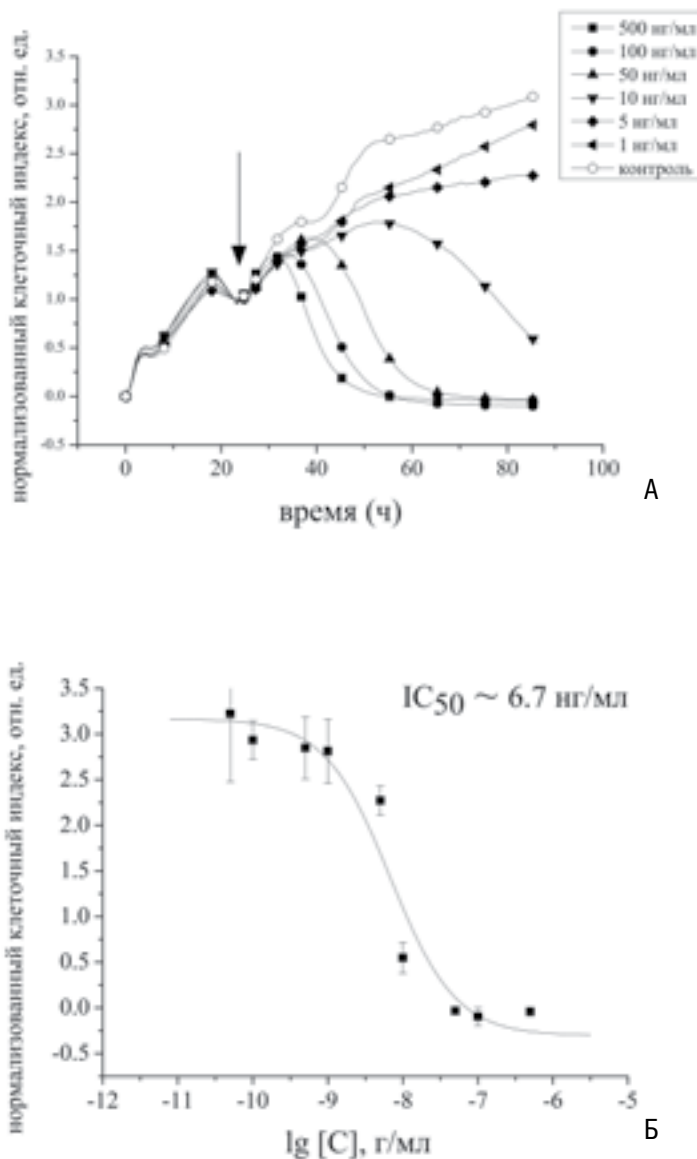 500 нг/мл
100 нг/мл
50 нг/мл
10 нг/мл
5 нг/мл
1 нг/мл
контроль
нормализованный клеточный индекс, отн. ед.
3.5
3.0
2.5
2.0
1.5
1.0
0.5
0.0
-0.5
0 20 40 60 80 100
время (ч)
А
нормализованный клеточный индекс, отн. ед.
IC50 ~ 6.7 нг/мл
3.5
3.0
2.5
2.0
1.5
1.0
0.5
0.0
-0.5
-12 -11 -10 -9 -8 -7 -6 -5
lg [C], г/мл
Б